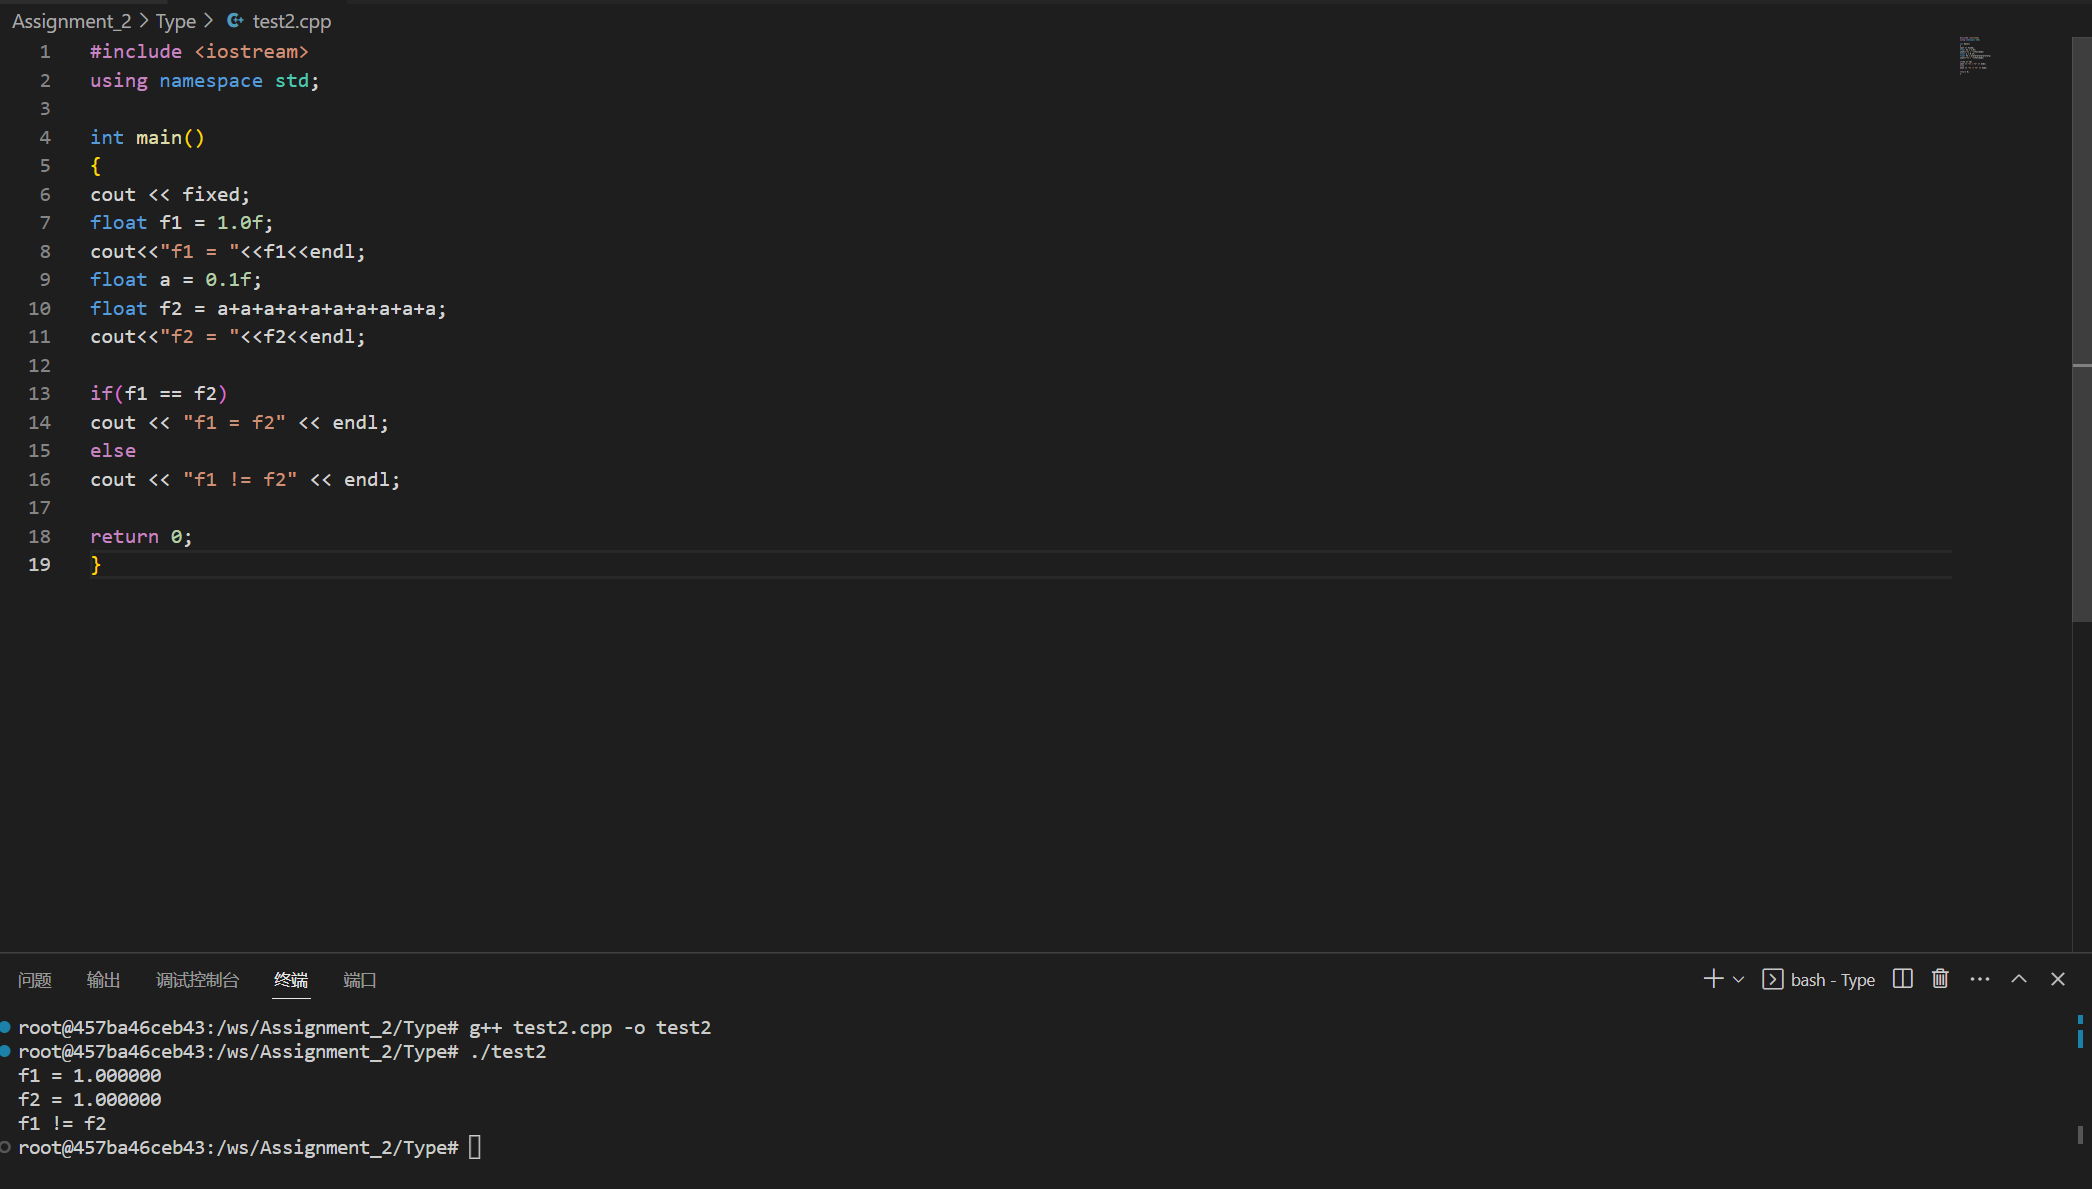 Assignment_2 > Type > test2.cpp
1 #include <iostream>
2 using namespace std;
3
4 int main()
5 {
6 cout << fixed;
7 float f1 = 1.0f;
8 cout<<"f1 = "<<f1<<endl;
9 float a = 0.1f;
10 float f2 = a+a+a+a+a+a+a+a+a+a;
11 cout<<"f2 = "<<f2<<endl;
12
13 if(f1 == f2)
14 cout << "f1 = f2" << endl;
15 else
16 cout << "f1 != f2" << endl;
17
18 return 0;
19 }
问题 输出 调试控制台 终端 端口 bash - Type
root@457ba46ceb43:/ws/Assignment_2/Type# g++ test2.cpp -o test2
root@457ba46ceb43:/ws/Assignment_2/Type# ./test2
f1 = 1.000000
f2 = 1.000000
f1 != f2
root@457ba46ceb43:/ws/Assignment_2/Type#